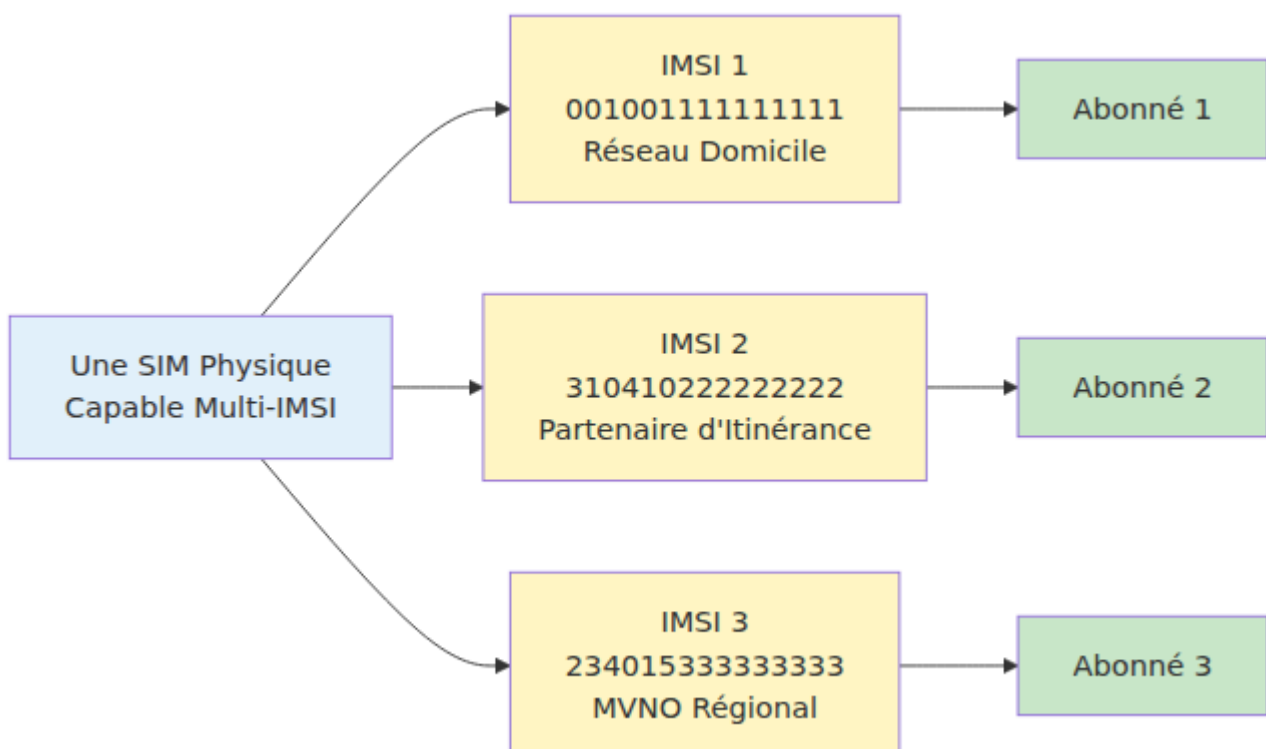 Une SIM Physique
Capable Multi-IMSI
IMSI 1
001001111111111
Réseau Domicile
Abonné 1
IMSI 2
310410222222222
Partenaire d'Itinérance
Abonné 2
IMSI 3
234015333333333
MVNO Régional
Abonné 3